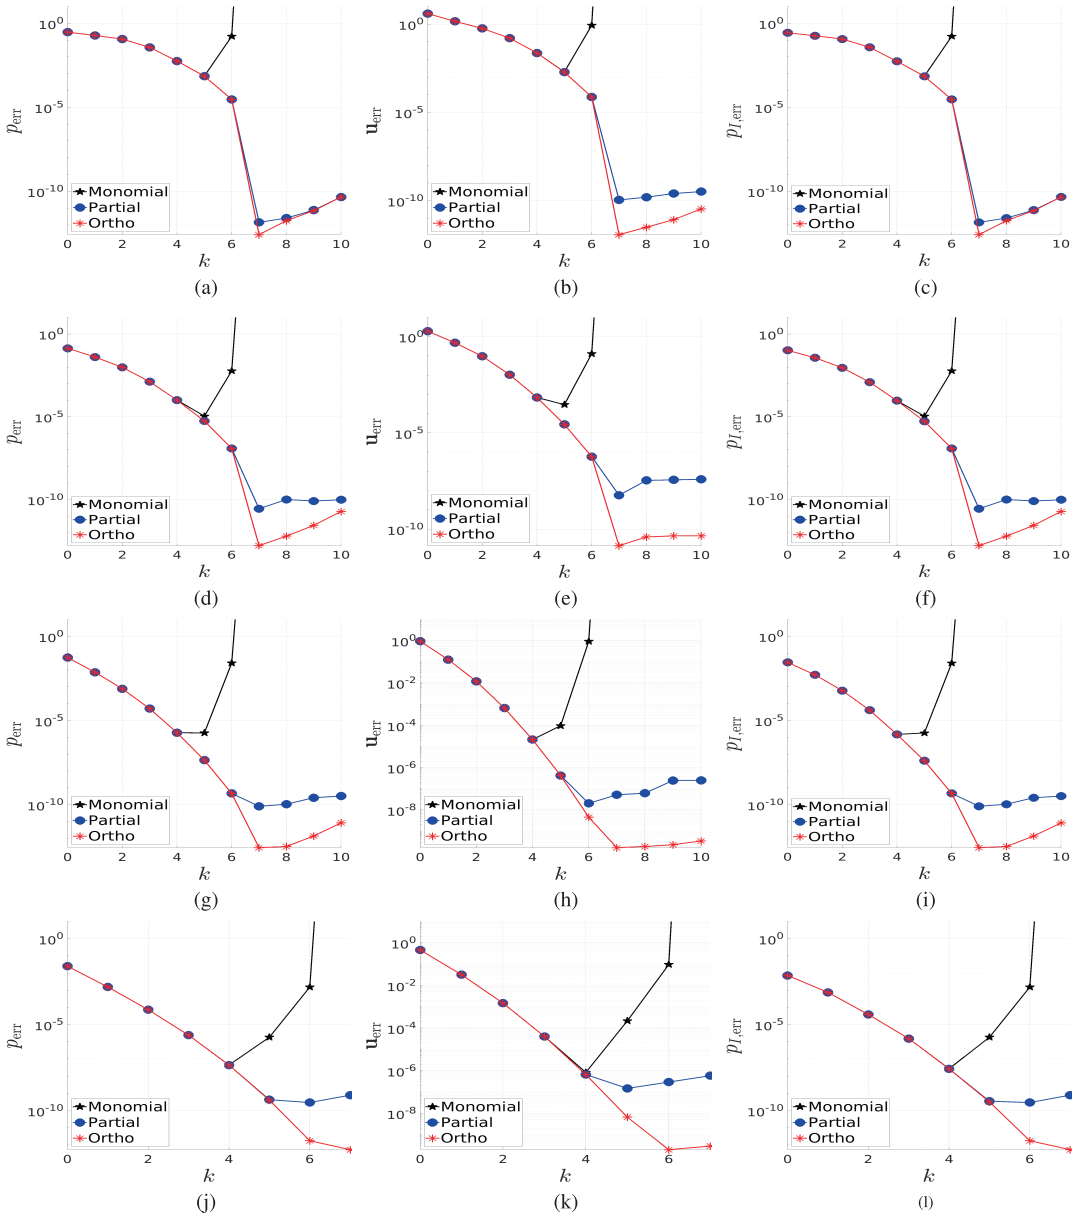 10^0
10^-5
10^-10
p_err
Monomial
Partial
Ortho
0 2 4 6 8 10
k
(a)
10^0
10^-5
10^-10
u_err
Monomial
Partial
Ortho
0 2 4 6 8 10
k
(b)
10^0
10^-5
10^-10
p_I,err
Monomial
Partial
Ortho
0 2 4 6 8 10
k
(c)
10^0
10^-5
10^-10
p_err
Monomial
Partial
Ortho
0 2 4 6 8 10
k
(d)
10^0
10^-5
10^-10
u_err
Monomial
Partial
Ortho
0 2 4 6 8 10
k
(e)
10^0
10^-5
10^-10
p_I,err
Monomial
Partial
Ortho
0 2 4 6 8 10
k
(f)
10^0
10^-5
10^-10
p_err
Monomial
Partial
Ortho
0 2 4 6 8 10
k
(g)
10^0
10^-2
10^-4
10^-6
10^-8
u_err
Monomial
Partial
Ortho
0 2 4 6 8 10
k
(h)
10^0
10^-5
10^-10
p_I,err
Monomial
Partial
Ortho
0 2 4 6 8 10
k
(i)
10^0
10^-5
10^-10
p_err
Monomial
Partial
Ortho
0 2 4 6
k
(j)
10^0
10^-2
10^-4
10^-6
10^-8
u_err
Monomial
Partial
Ortho
0 2 4 6
k
(k)
10^0
10^-5
10^-10
p_I,err
Monomial
Partial
Ortho
0 2 4 6
k
(l)